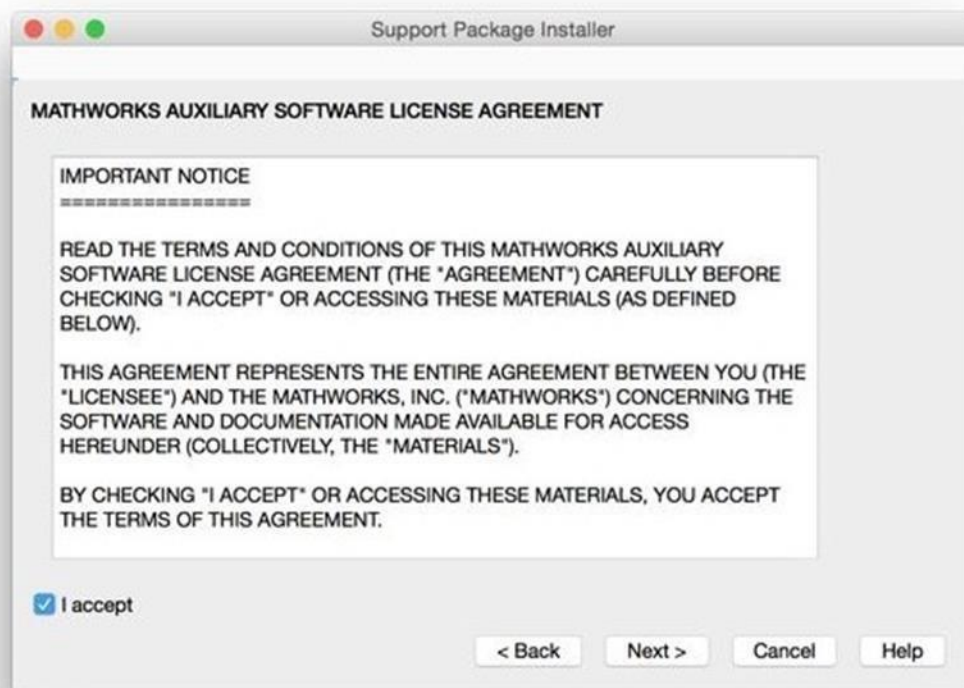 Support Package Installer
MATHWORKS AUXILIARY SOFTWARE LICENSE AGREEMENT
IMPORTANT NOTICE
================
READ THE TERMS AND CONDITIONS OF THIS MATHWORKS AUXILIARY
SOFTWARE LICENSE AGREEMENT (THE "AGREEMENT") CAREFULLY BEFORE
CHECKING "I ACCEPT" OR ACCESSING THESE MATERIALS (AS DEFINED
BELOW).
THIS AGREEMENT REPRESENTS THE ENTIRE AGREEMENT BETWEEN YOU (THE
"LICENSEE") AND THE MATHWORKS, INC. ("MATHWORKS") CONCERNING THE
SOFTWARE AND DOCUMENTATION MADE AVAILABLE FOR ACCESS
HEREUNDER (COLLECTIVELY, THE "MATERIALS").
BY CHECKING "I ACCEPT" OR ACCESSING THESE MATERIALS, YOU ACCEPT
THE TERMS OF THIS AGREEMENT.
I accept
< Back Next > Cancel Help